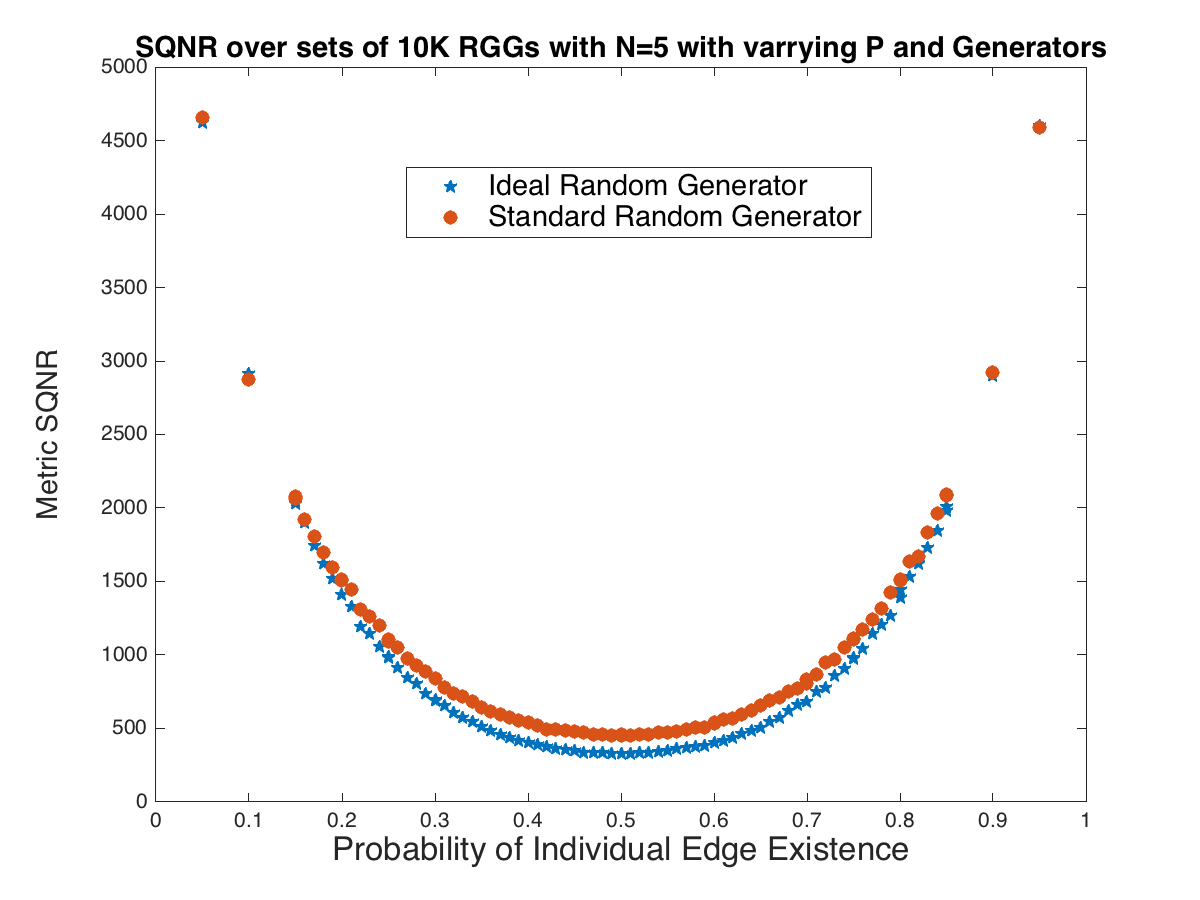 SQNR over sets of 10K RGGs with N=5 with varrying P and Generators
5000
4500
4000
3500
3000
2500
2000
1500
1000
500
0
Metric SQNR
Ideal Random Generator
Standard Random Generator
0 0.1 0.2 0.3 0.4 0.5 0.6 0.7 0.8 0.9 1
Probability of Individual Edge Existence